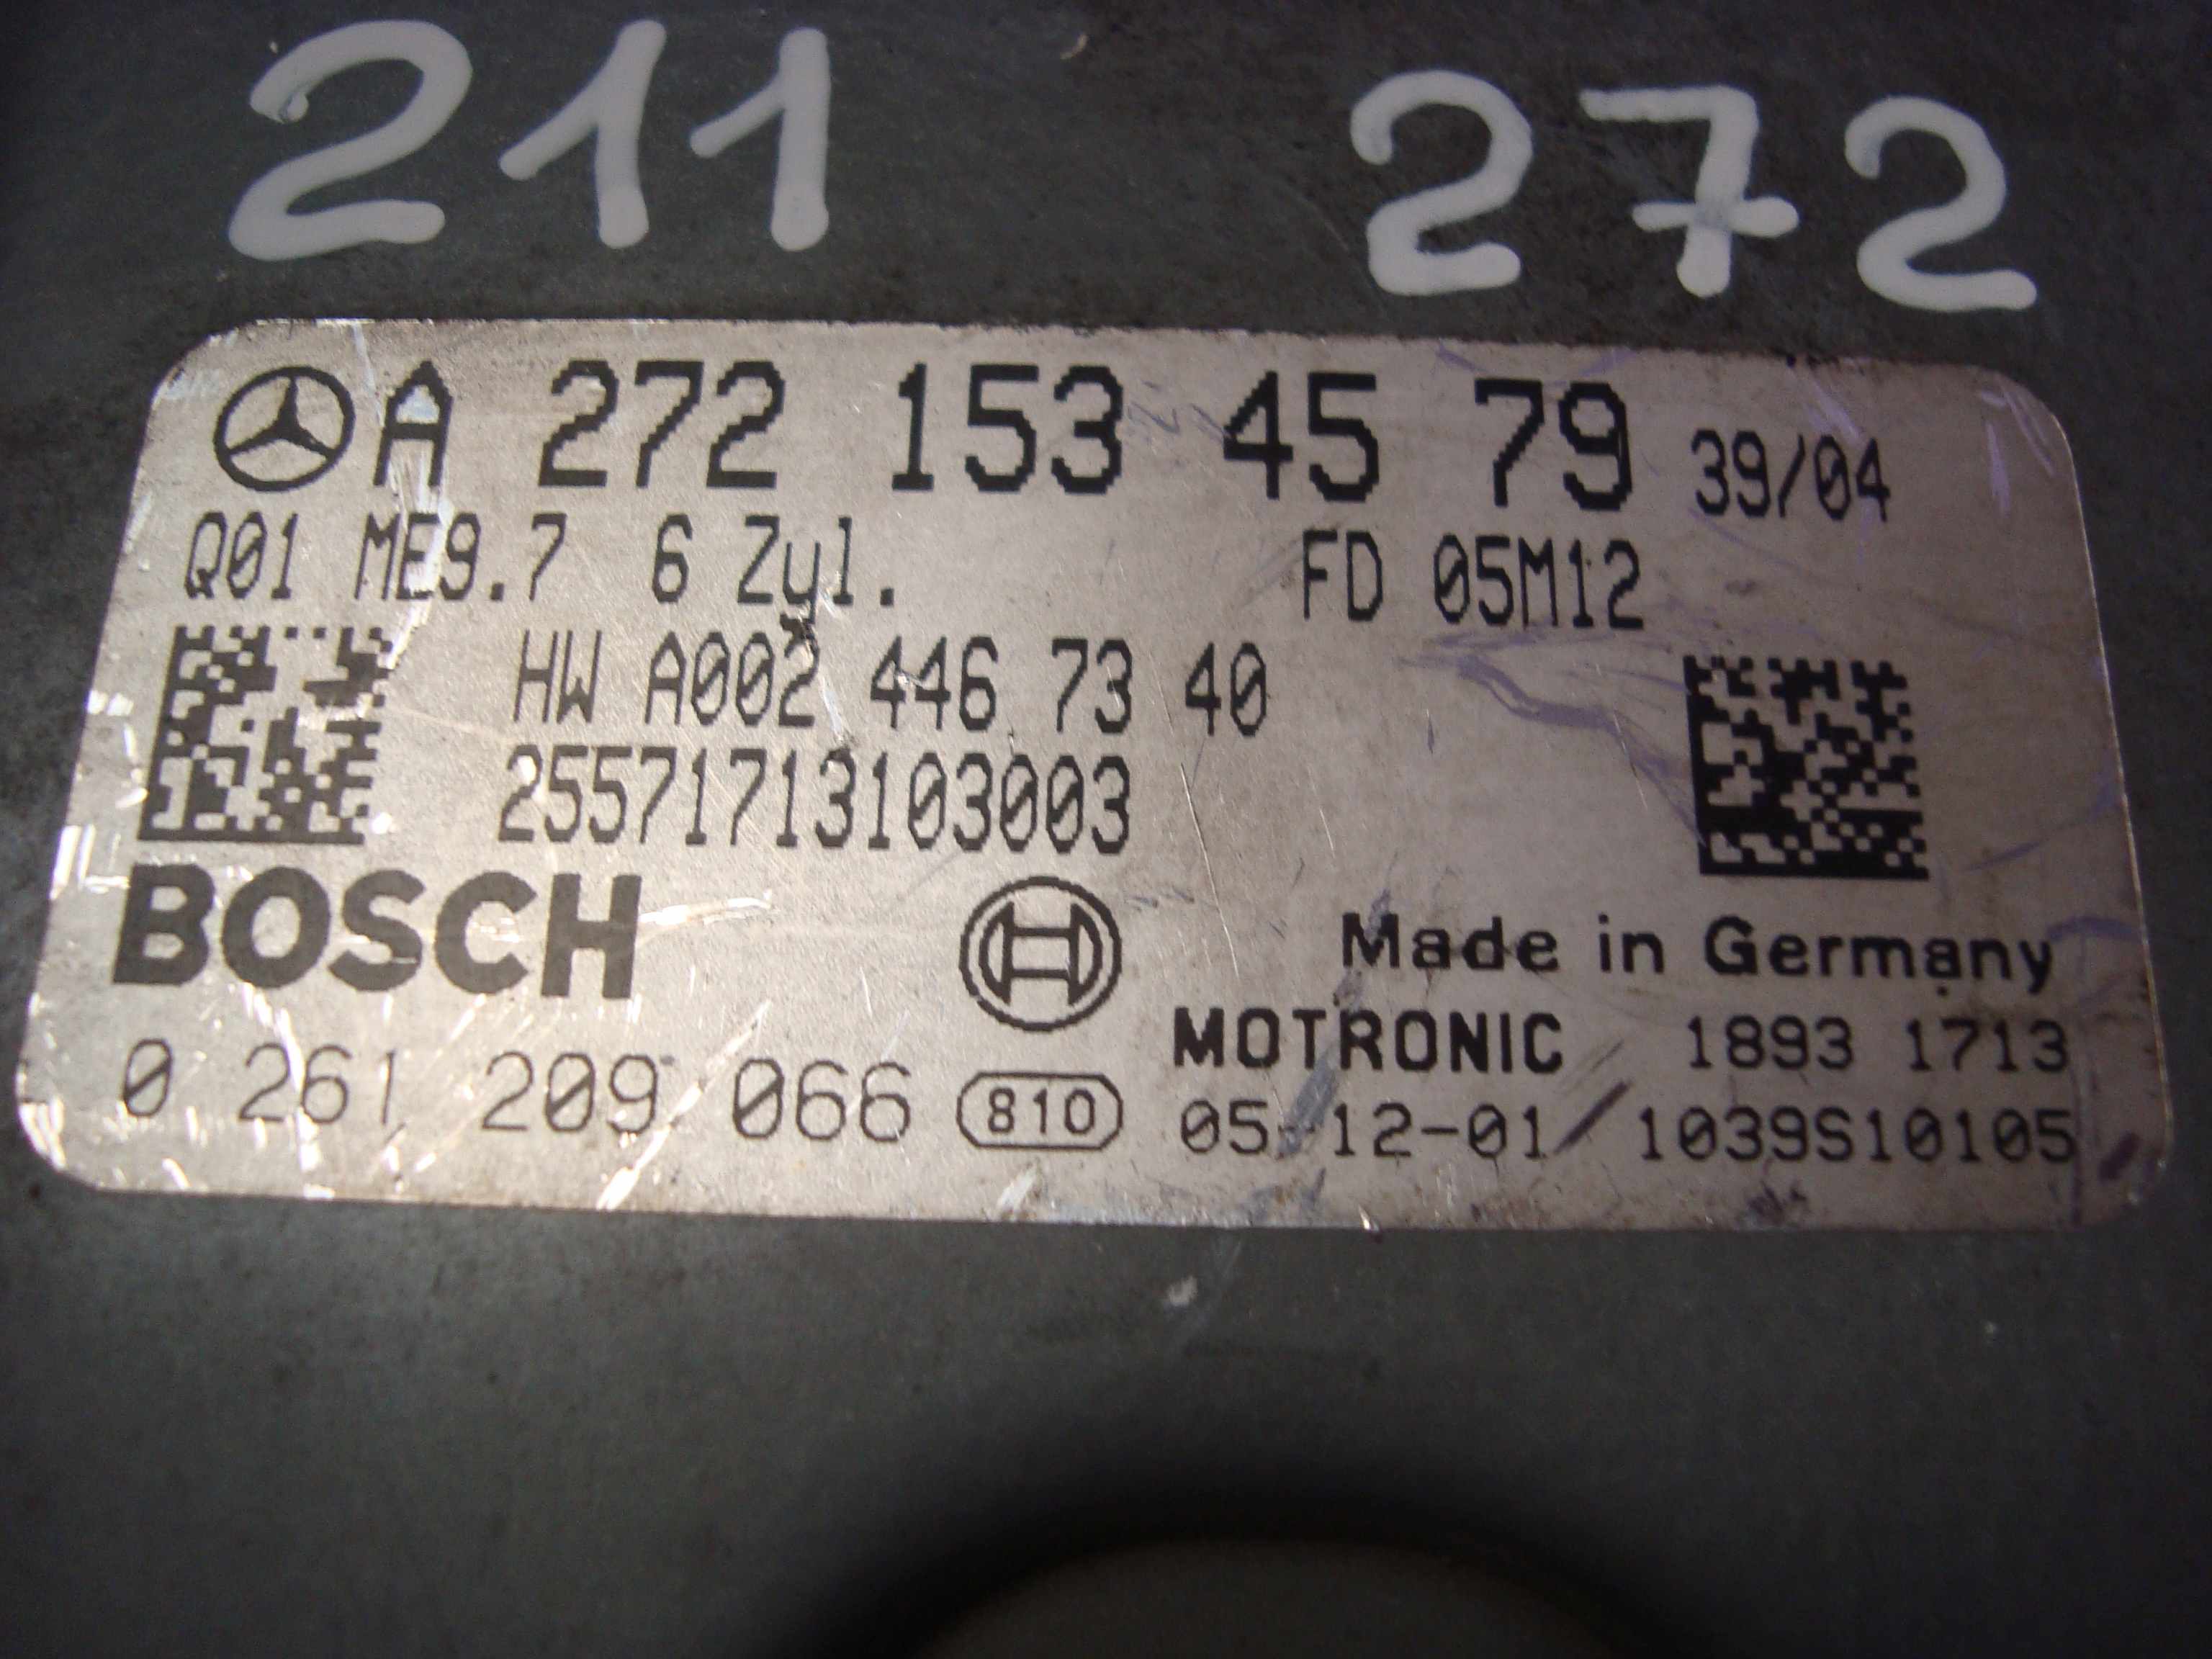 211 272
A 272 153 45 79 39/04
Q01 ME9.7 6 Zyl. FD 05M12
HW A002 446 73 40
25571713103003
BOSCH
Made in Germany
MOTRONIC 1893 1713
0 261 209 066 810 05-12-01 1039S10105